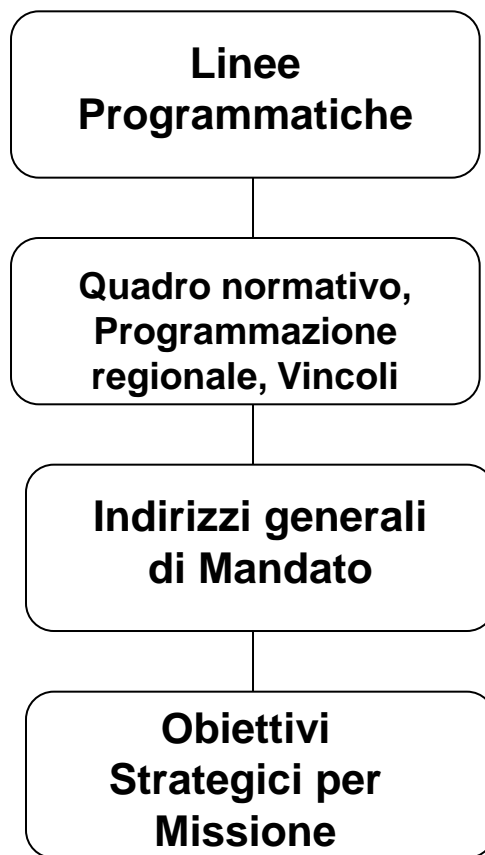 Linee
Programmatiche
Quadro normativo,
Programmazione
regionale, Vincoli
Indirizzi generali
di Mandato
Obiettivi
Strategici per
Missione